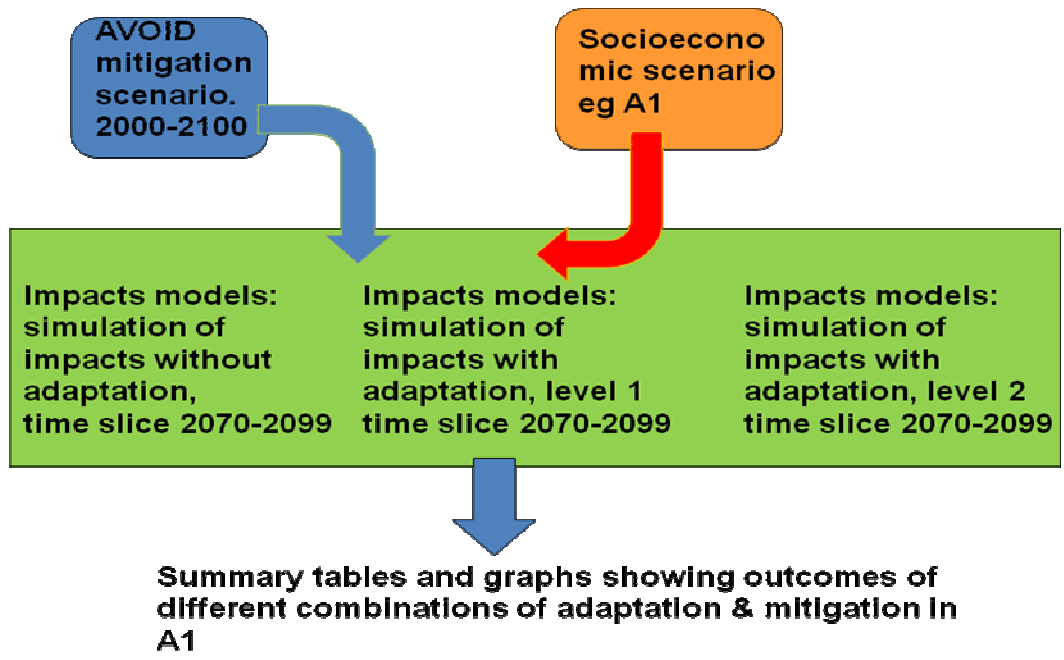 AVOID
mitigation
scenario.
2000-2100
Socioecono
mic scenario
eg A1
Impacts models:
simulation of
impacts without
adaptation,
time slice 2070-2099
Impacts models:
simulation of
impacts with
adaptation, level 1
time slice 2070-2099
Impacts models:
simulation of
impacts with
adaptation, level 2
time slice 2070-2099
Summary tables and graphs showing outcomes of
different combinations of adaptation & mitigation in
A1